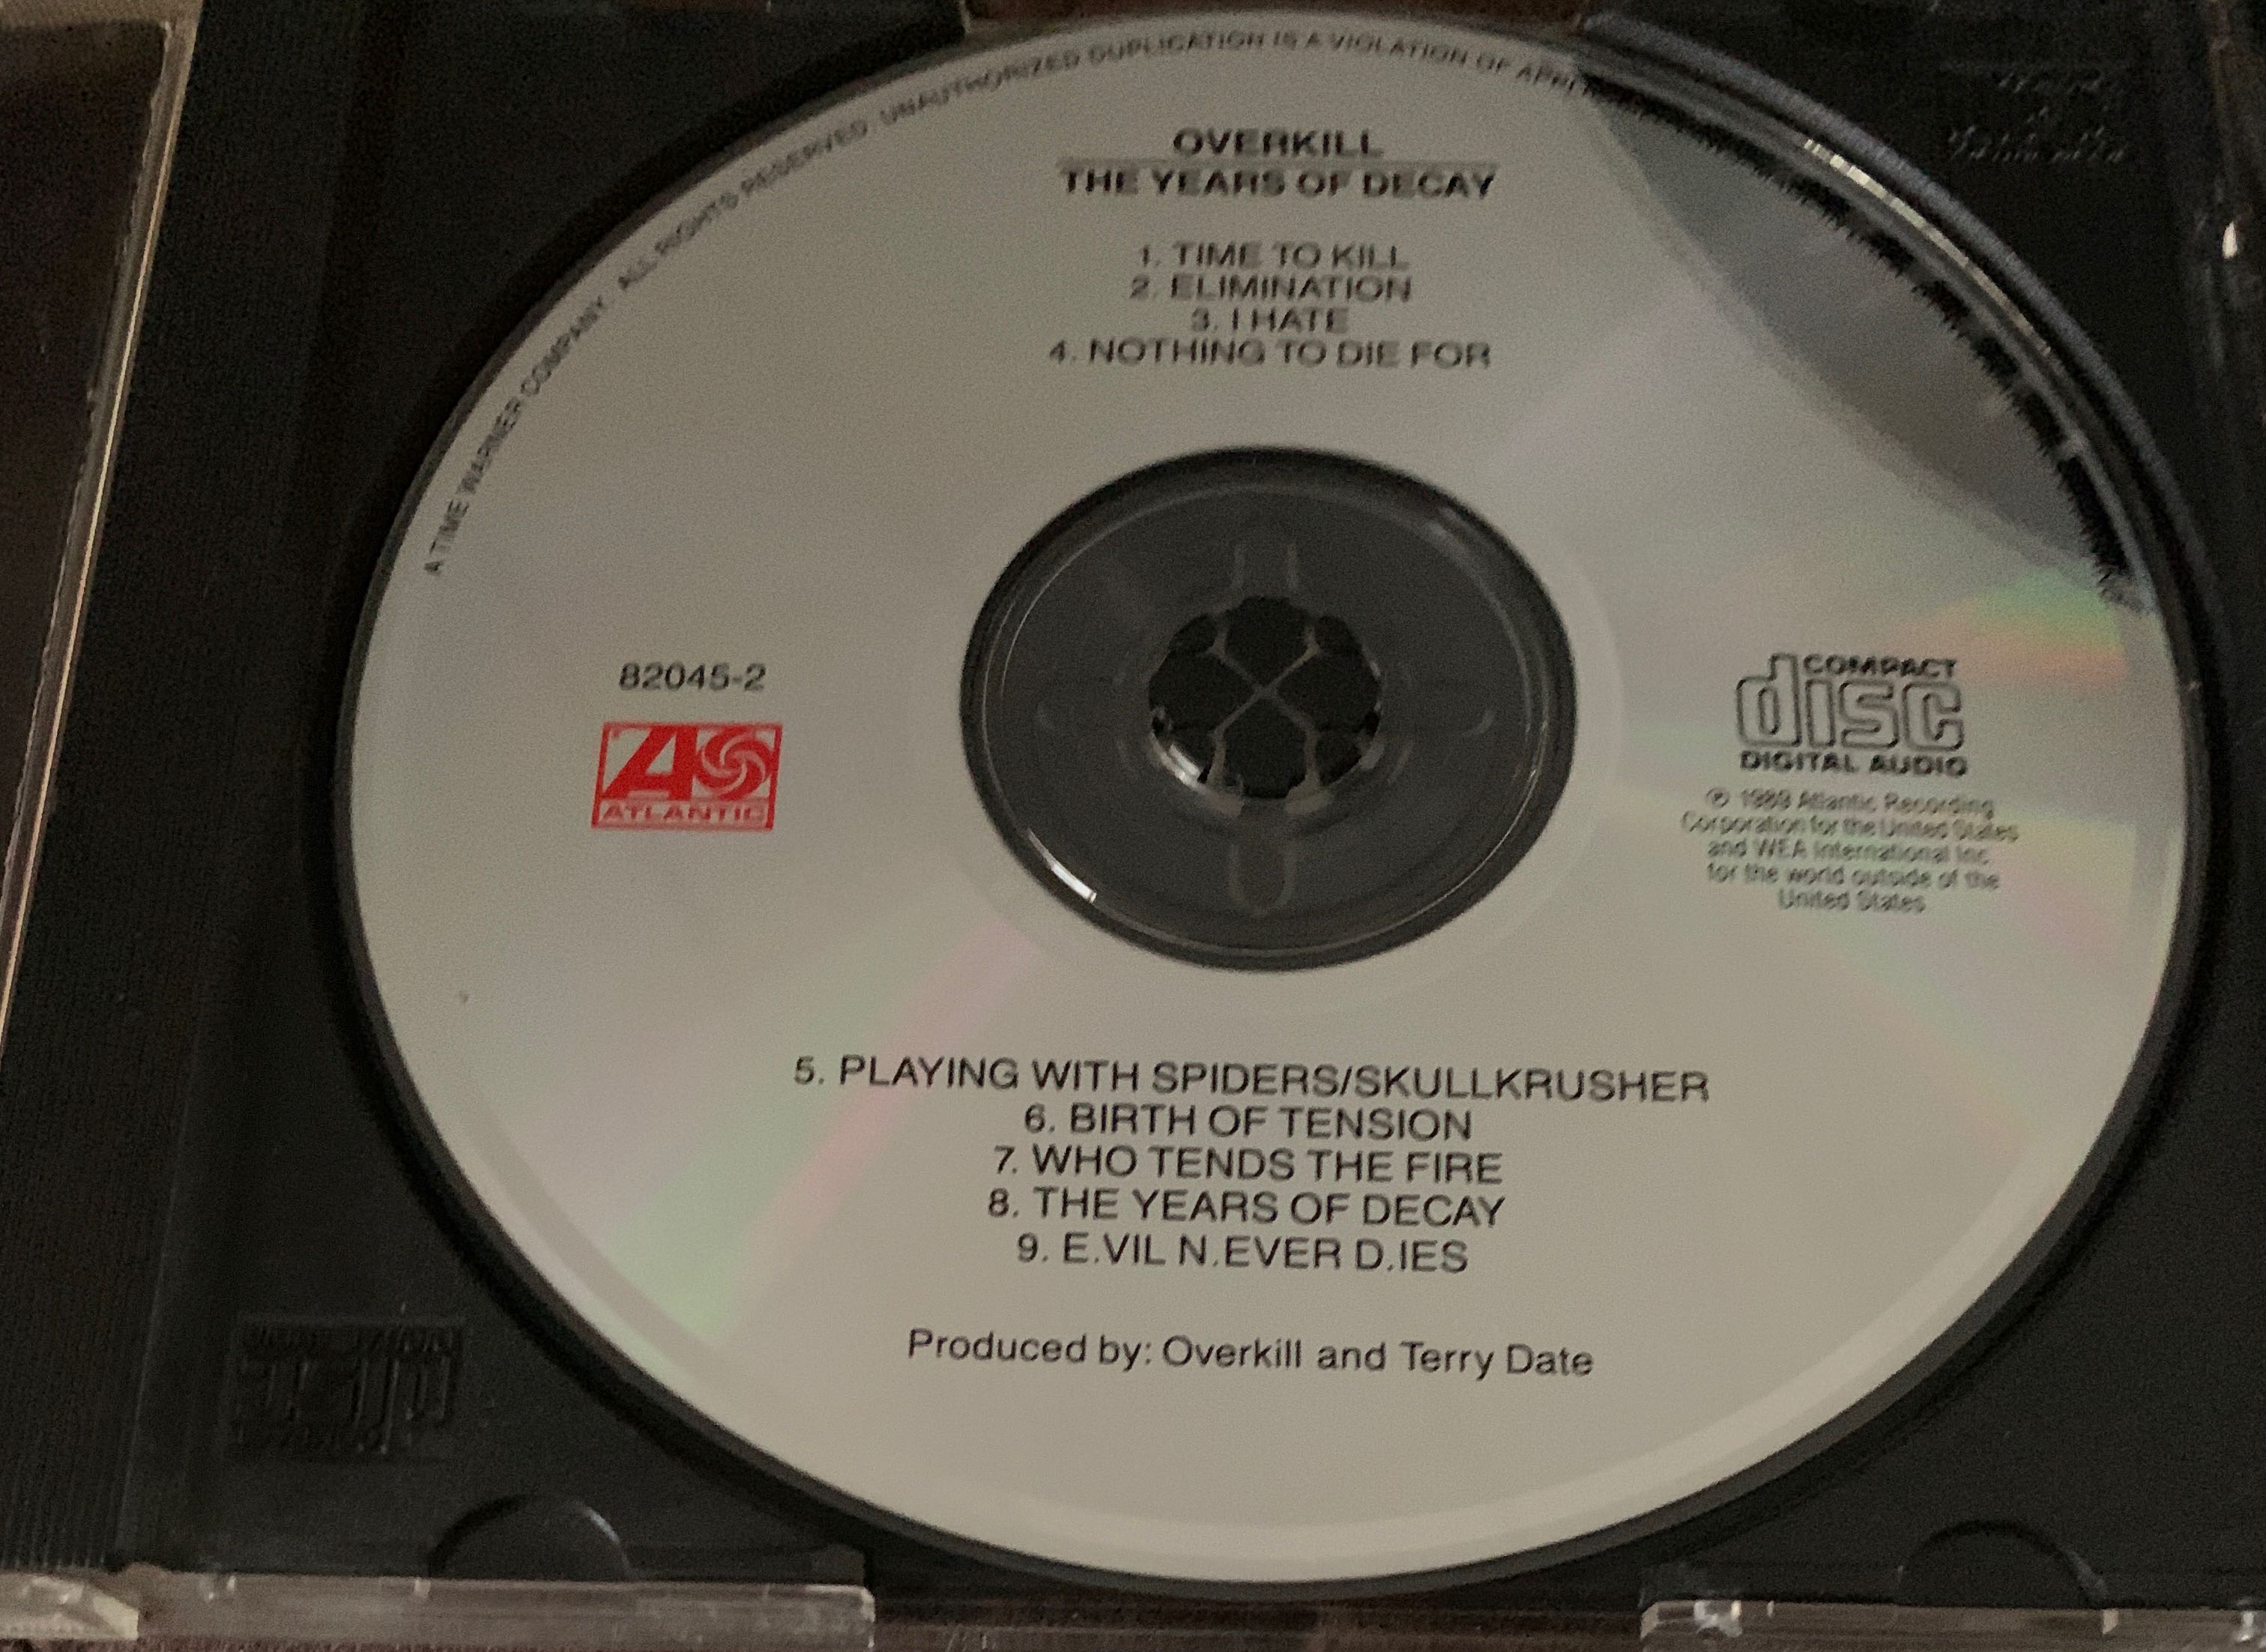 A TIME WARNER COMPANY. ALL RIGHTS RESERVED. UNAUTHORIZED DUPLICATION IS A VIOLATION OF
OVERKILL
THE YEARS OF DECAY
1. TIME TO KILL
2. ELIMINATION
3. I HATE
4. NOTHING TO DIE FOR
82045-2
ATLANTIC
COMPACT
disc
DIGITAL AUDIO
℗ 1989 Atlantic Recording
Corporation for the United States
and WEA International Inc.
for the world outside of the
United States
5. PLAYING WITH SPIDERS/SKULLKRUSHER
6. BIRTH OF TENSION
7. WHO TENDS THE FIRE
8. THE YEARS OF DECAY
9. E.VIL N.EVER D.IES
Produced by: Overkill and Terry Date